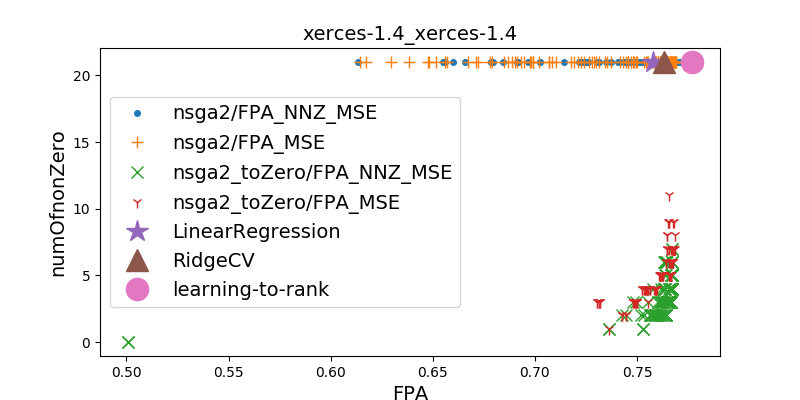 xerces-1.4_xerces-1.4
numOfnonZero
20
15
10
5
0
nsga2/FPA_NNZ_MSE
nsga2/FPA_MSE
nsga2_toZero/FPA_NNZ_MSE
nsga2_toZero/FPA_MSE
LinearRegression
RidgeCV
learning-to-rank
0.50 0.55 0.60 0.65 0.70 0.75
FPA